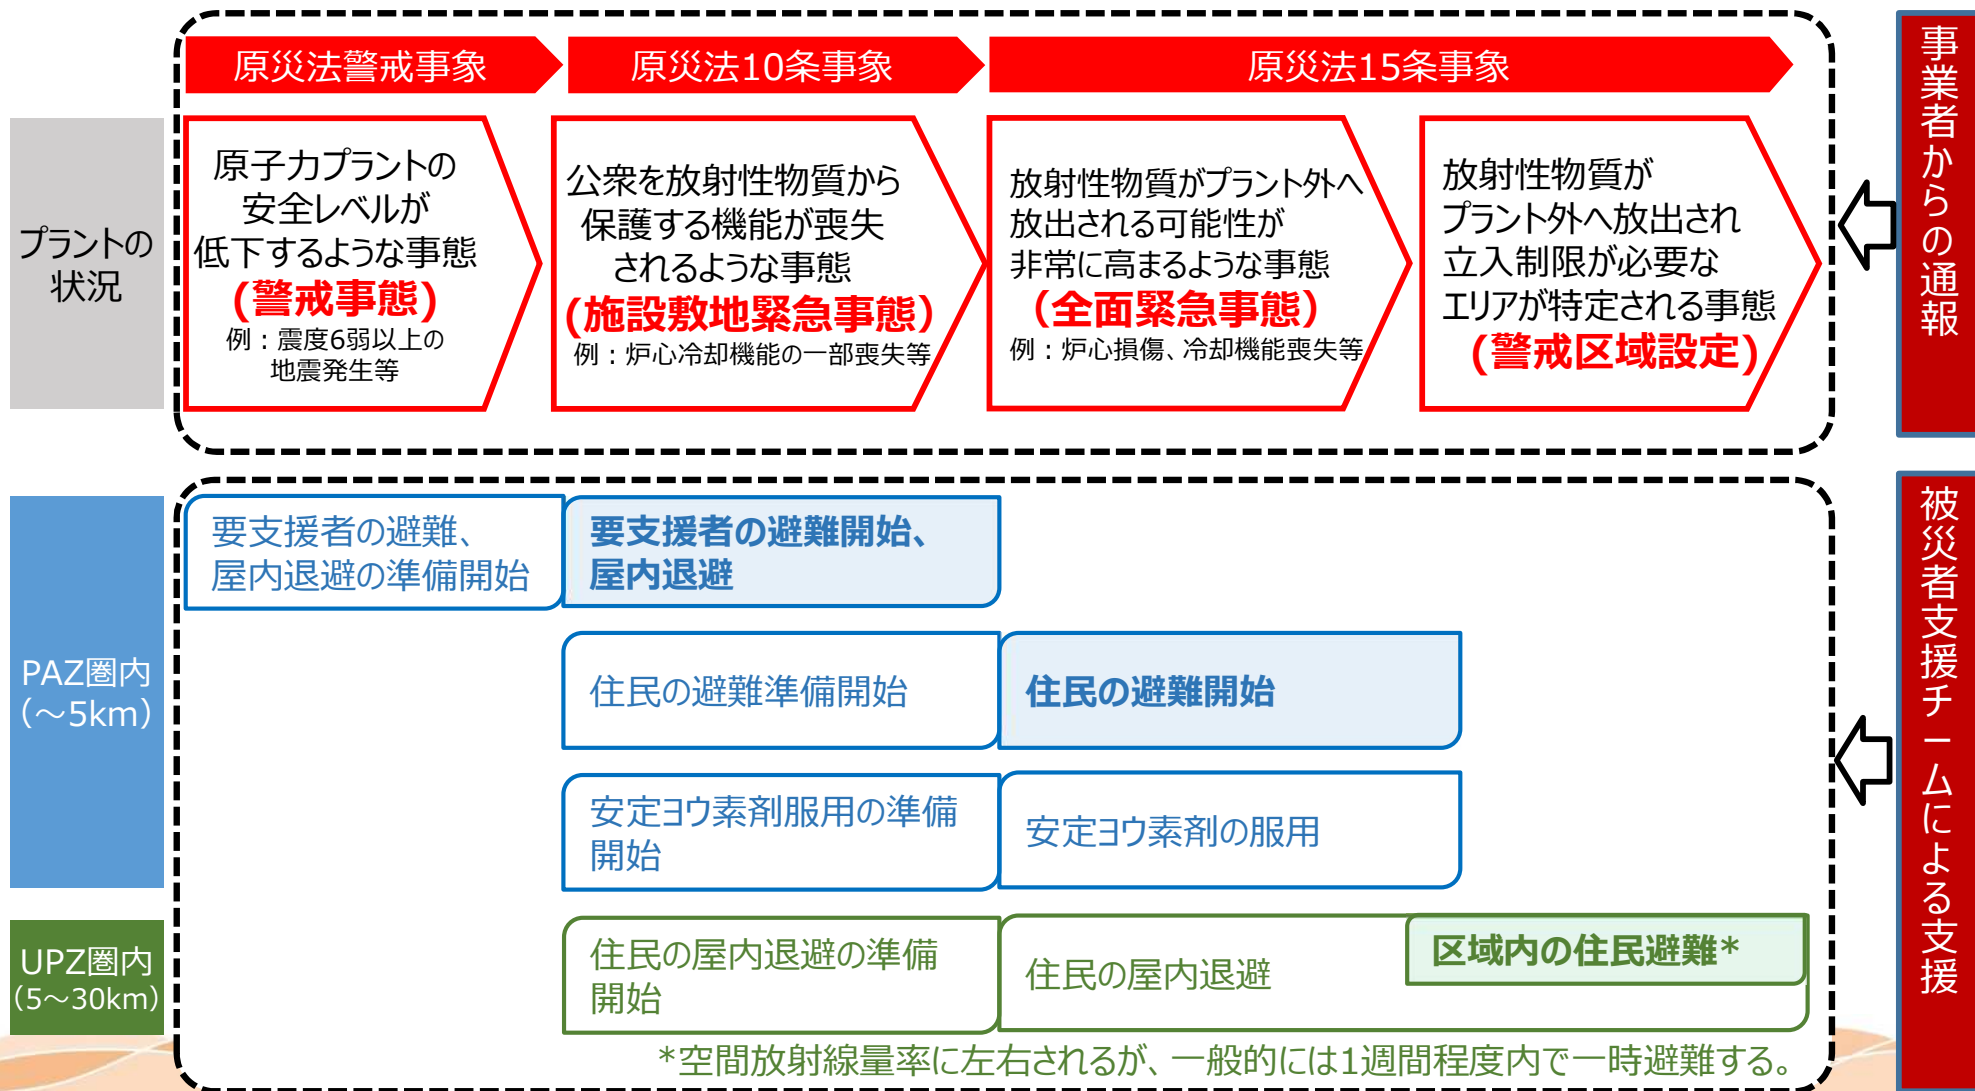 原災法警戒事象
原災法10条事象
原災法15条事象
事業者からの通報
プラントの
状況
原子力プラントの
安全レベルが
低下するような事態
(警戒事態)
例：震度6弱以上の
地震発生等
公衆を放射性物質から
保護する機能が喪失
されるような事態
(施設敷地緊急事態)
例：炉心冷却機能の一部喪失等
放射性物質がプラント外へ
放出される可能性が
非常に高まるような事態
(全面緊急事態)
例：炉心損傷、冷却機能喪失等
放射性物質が
プラント外へ放出され
立入制限が必要な
エリアが特定される事態
(警戒区域設定)
PAZ圏内
(～5km)
要支援者の避難、
屋内退避の準備開始
要支援者の避難開始、
屋内退避
住民の避難準備開始
住民の避難開始
安定ヨウ素剤服用の準備
開始
安定ヨウ素剤の服用
被災者支援チームによる支援
UPZ圏内
(5～30km)
住民の屋内退避の準備
開始
住民の屋内退避
区域内の住民避難*
*空間放射線量率に左右されるが、一般的には1週間程度内で一時避難する。